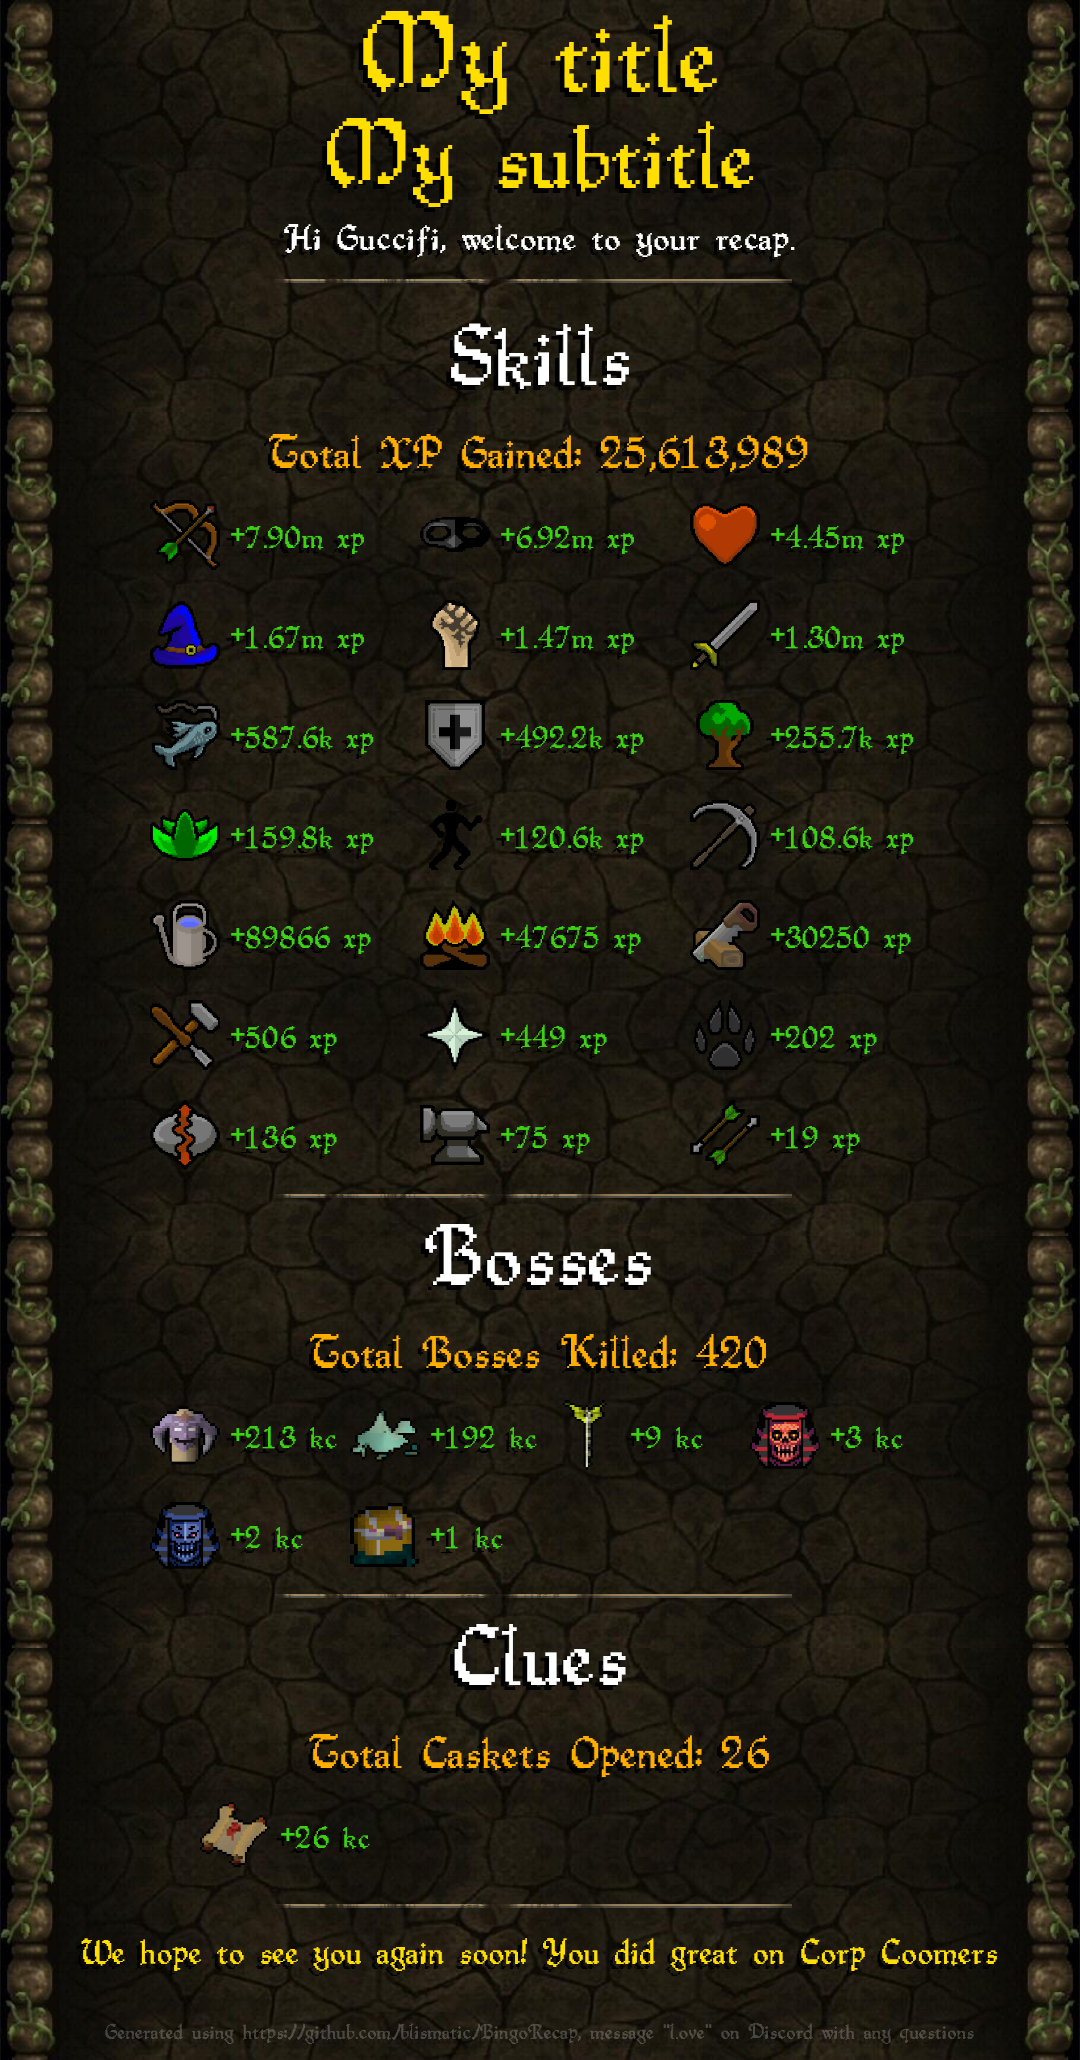 My title
My subtitle
Hi Guccifi, welcome to your recap.
Skills
Total XP Gained: 25,613,989
+7.90m xp +6.92m xp +4.45m xp
+1.67m xp +1.47m xp +1.30m xp
+587.6k xp +492.2k xp +255.7k xp
+159.8k xp +120.6k xp +108.6k xp
+89866 xp +47675 xp +30250 xp
+506 xp +449 xp +202 xp
+136 xp +75 xp +19 xp
Bosses
Total Bosses Killed: 420
+213 kc +192 kc +9 kc +3 kc
+2 kc +1 kc
Clues
Total Caskets Opened: 26
+26 kc
We hope to see you again soon! You did great on Corp Coomers
Generated using https://github.com/blismatic/BingoRecap, message "love" on Discord with any questions